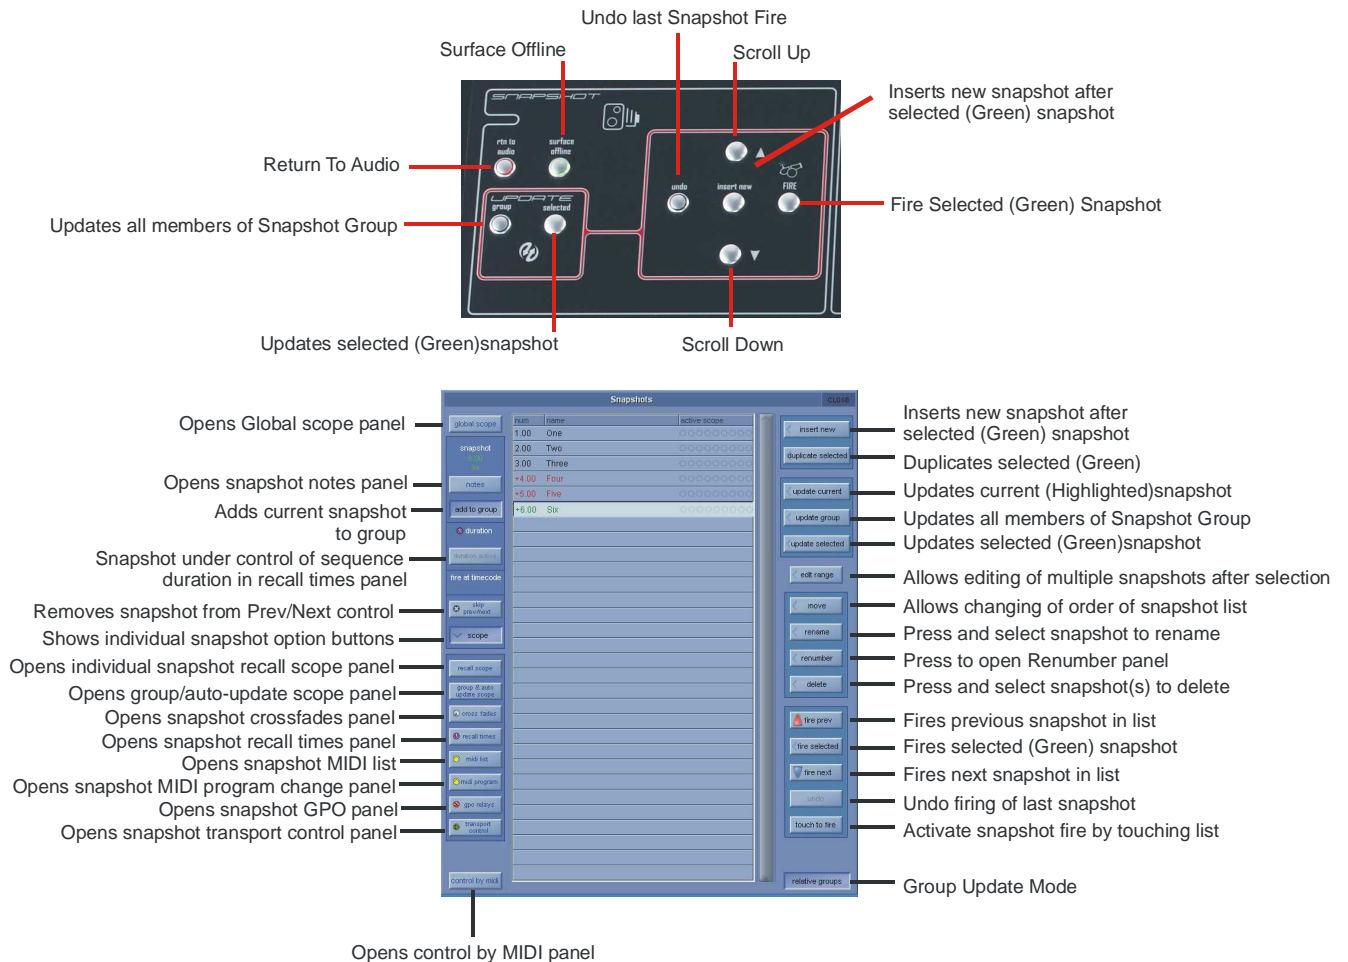 Undo last Snapshot Fire
Surface Offline
Scroll Up
Inserts new snapshot after
selected (Green) snapshot
SNAPSHOT
rtn to
audio
surface
offline
Return To Audio
undo
insert new
FIRE
Fire Selected (Green) Snapshot
UPDATE
group
selected
Updates all members of Snapshot Group
Updates selected (Green)snapshot
Scroll Down
Snapshots
CLOSE
Opens Global scope panel
global scope
num
name
active scope
1.00
One
2.00
Two
3.00
Three
+4.00
Four
+5.00
Five
+6.00
Six
snapshot
6.00
Six
Opens snapshot notes panel
notes
Adds current snapshot
to group
add to group
duration
Snapshot under control of sequence
duration in recall times panel
duration active
fire at timecode
Removes snapshot from Prev/Next control
skip
prev/next
Shows individual snapshot option buttons
scope
Opens individual snapshot recall scope panel
recall scope
Opens group/auto-update scope panel
group & auto
update scope
Opens snapshot crossfades panel
cross fades
Opens snapshot recall times panel
recall times
Opens snapshot MIDI list
midi list
Opens snapshot MIDI program change panel
midi program
Opens snapshot GPO panel
gpo relays
Opens snapshot transport control panel
transport
control
control by midi
Opens control by MIDI panel
insert new
Inserts new snapshot after
selected (Green) snapshot
duplicate selected
Duplicates selected (Green)
update current
Updates current (Highlighted)snapshot
update group
Updates all members of Snapshot Group
update selected
Updates selected (Green)snapshot
edit range
Allows editing of multiple snapshots after selection
move
Allows changing of order of snapshot list
rename
Press and select snapshot to rename
renumber
Press to open Renumber panel
delete
Press and select snapshot(s) to delete
fire prev
Fires previous snapshot in list
fire selected
Fires selected (Green) snapshot
fire next
Fires next snapshot in list
undo
Undo firing of last snapshot
touch to fire
Activate snapshot fire by touching list
relative groups
Group Update Mode